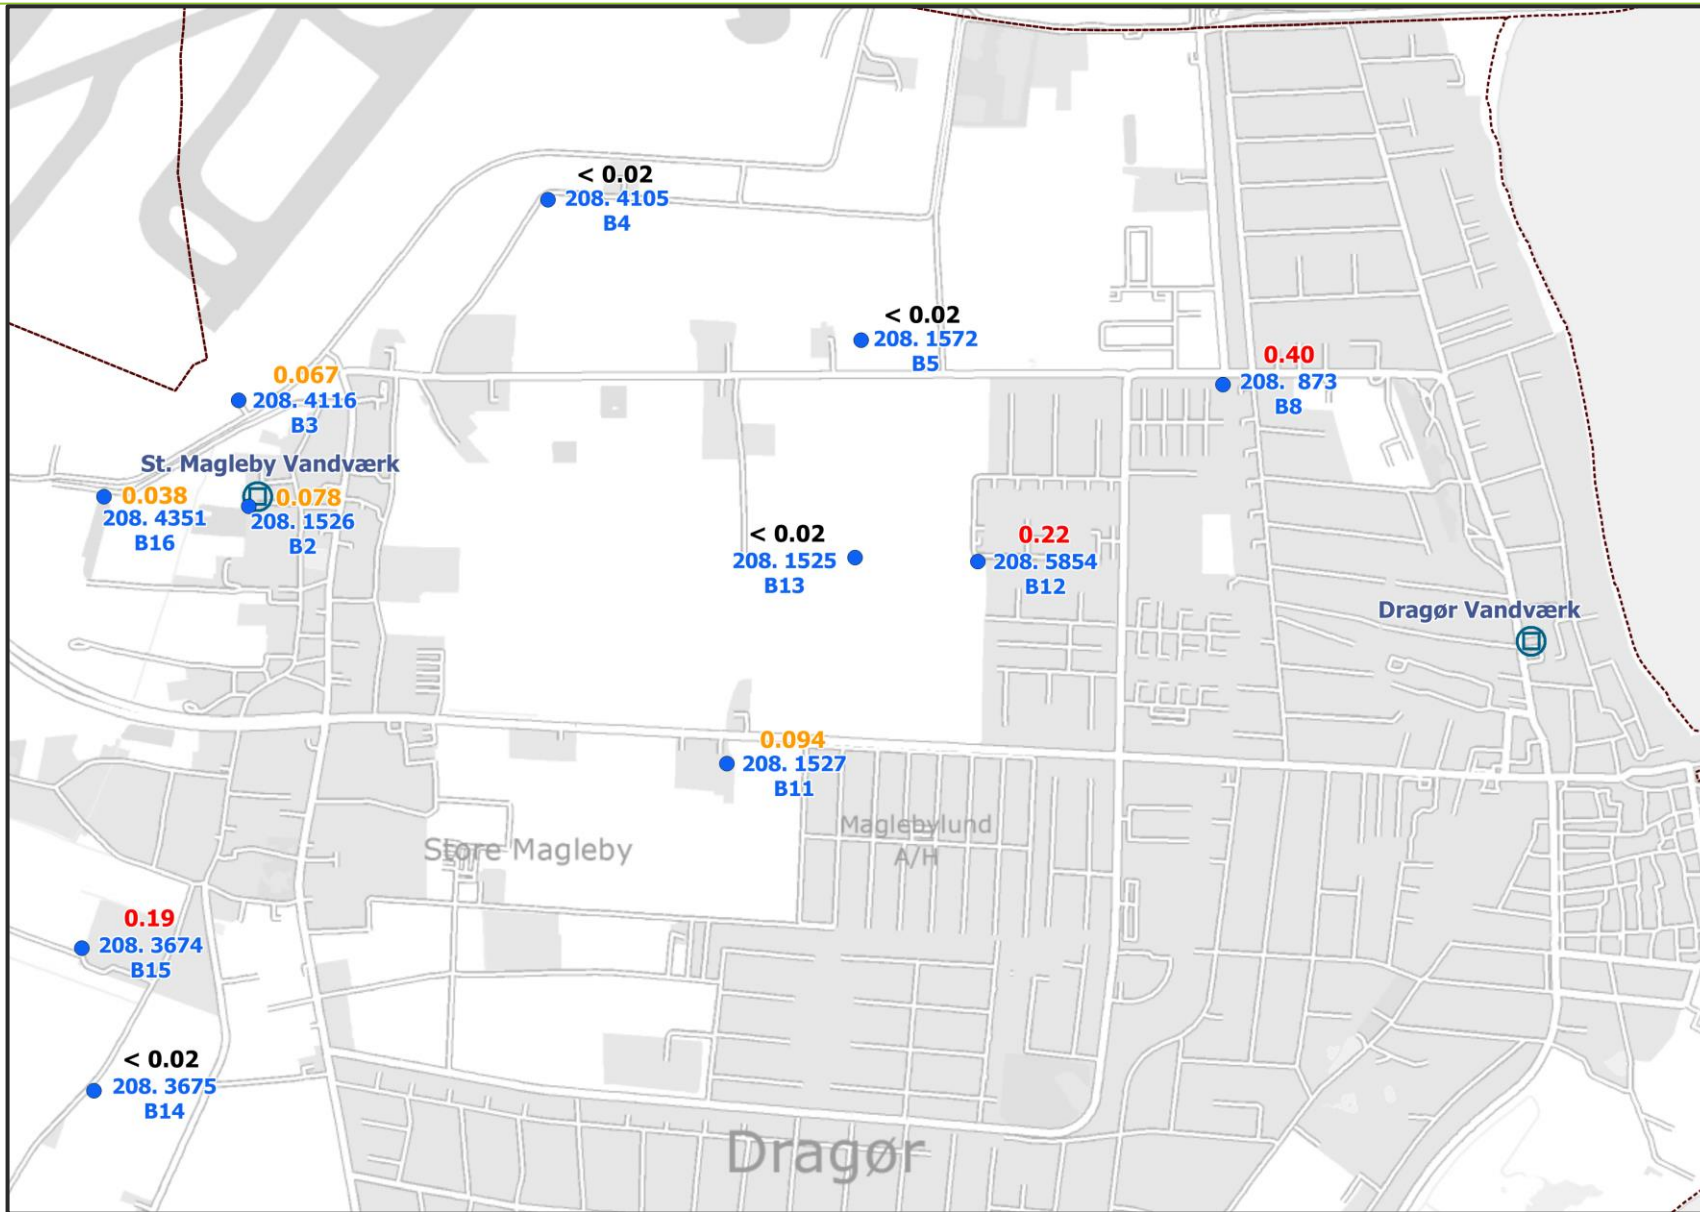 < 0.02
208. 4105
B4
< 0.02
208. 1572
B5
0.40
208. 873
B8
0.067
208. 4116
B3
St. Magleby Vandværk
0.038
208. 4351
B16
0.078
208. 1526
B2
< 0.02
208. 1525
B13
0.22
208. 5854
B12
Dragør Vandværk
0.094
208. 1527
B11
Store Magleby
Maglebylund
A/H
0.19
208. 3674
B15
< 0.02
208. 3675
B14
Dragør